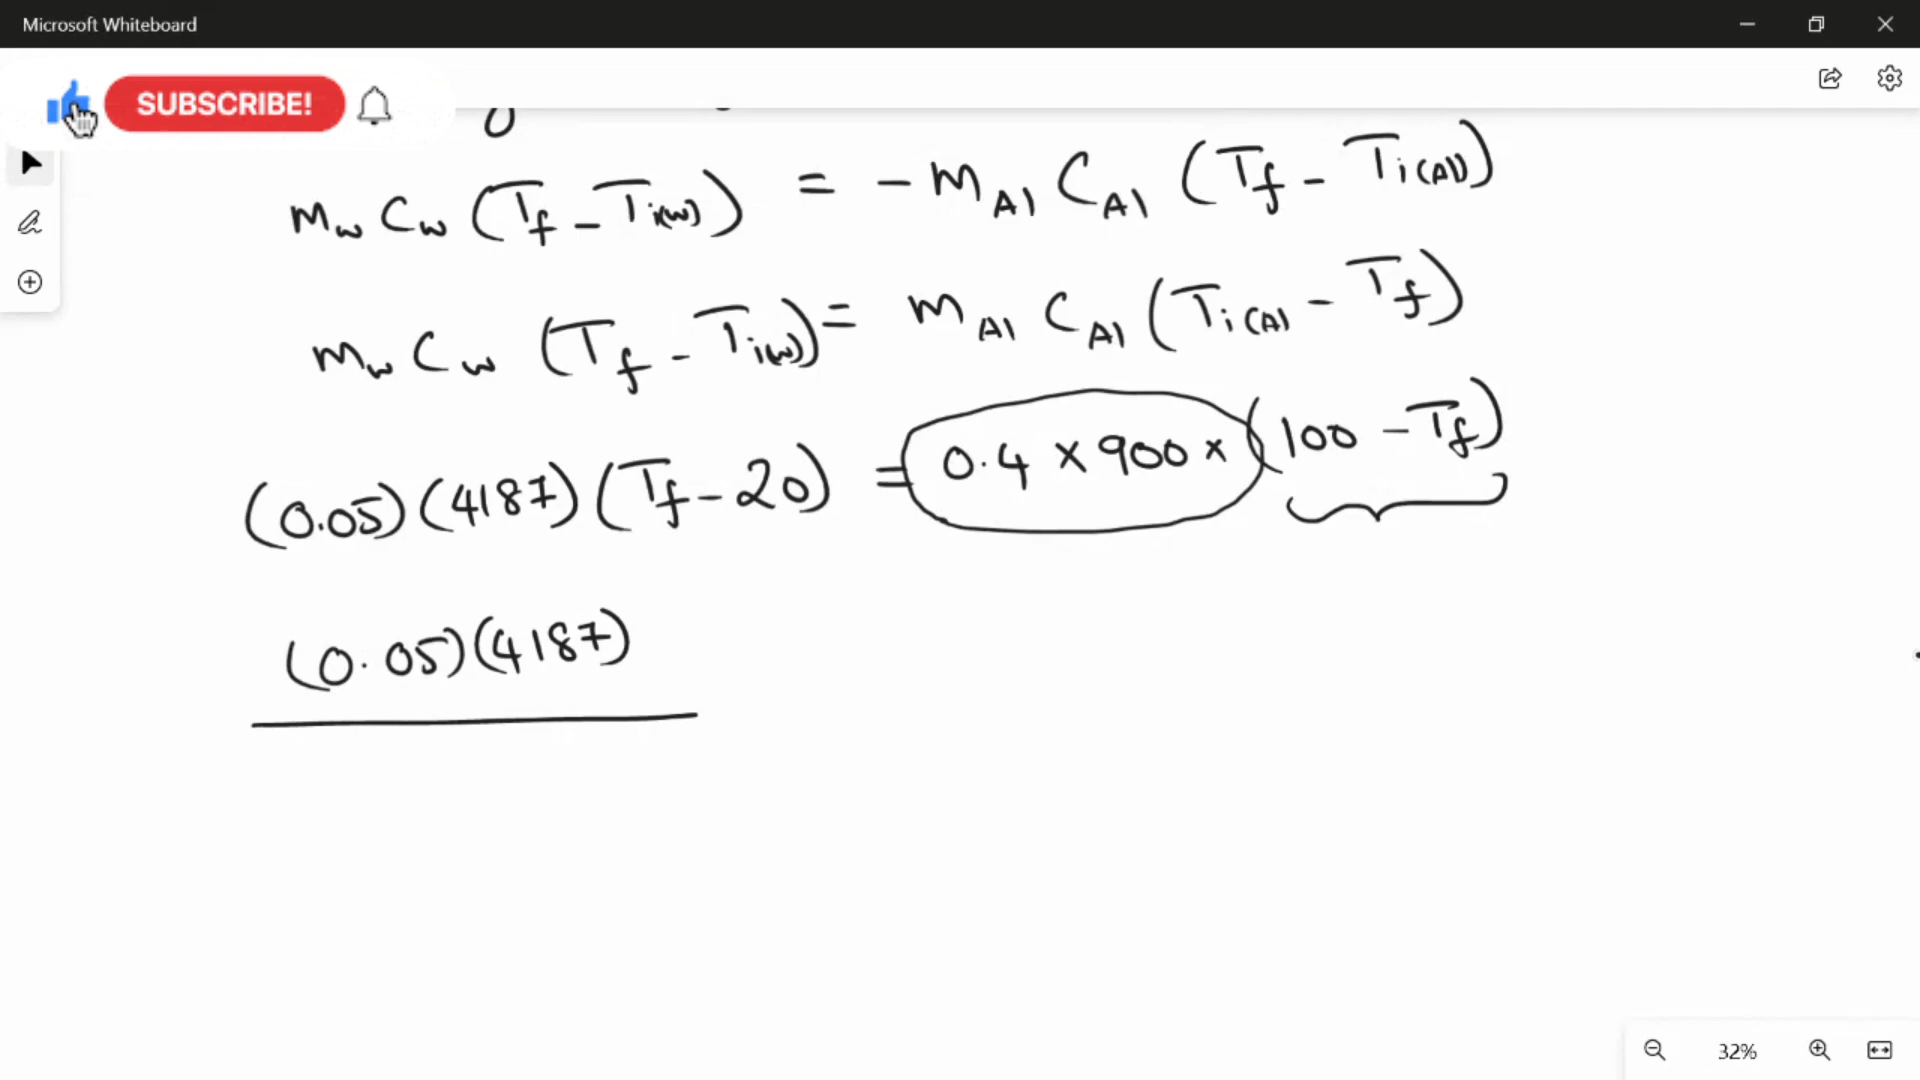 Microsoft Whiteboard
SUBSCRIBE!
m_w C_w (T_f - T_i(w)) = - m_Al C_Al (T_f - T_i(Al))
m_w C_w (T_f - T_i(w)) = m_Al C_Al (T_i(Al) - T_f)
(0.05)(4187)(T_f - 20) = 0.4 × 900 × (100 - T_f)
(0.05)(4187)
32%